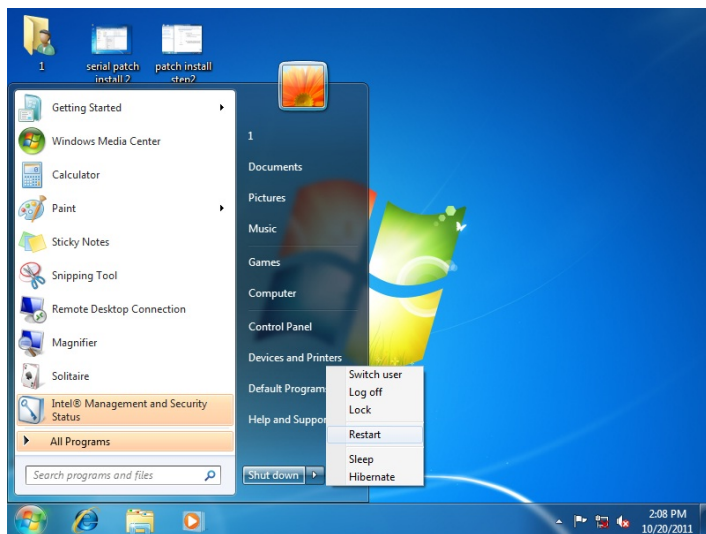 1
serial patch
install 2
patch install
step2
Getting Started
Windows Media Center
Calculator
Paint
Sticky Notes
Snipping Tool
Remote Desktop Connection
Magnifier
Solitaire
Intel® Management and Security
Status
All Programs
Search programs and files
1
Documents
Pictures
Music
Games
Computer
Control Panel
Devices and Printers
Default Program
Help and Suppor
Shut down
Switch user
Log off
Lock
Restart
Sleep
Hibernate
2:08 PM
10/20/2011